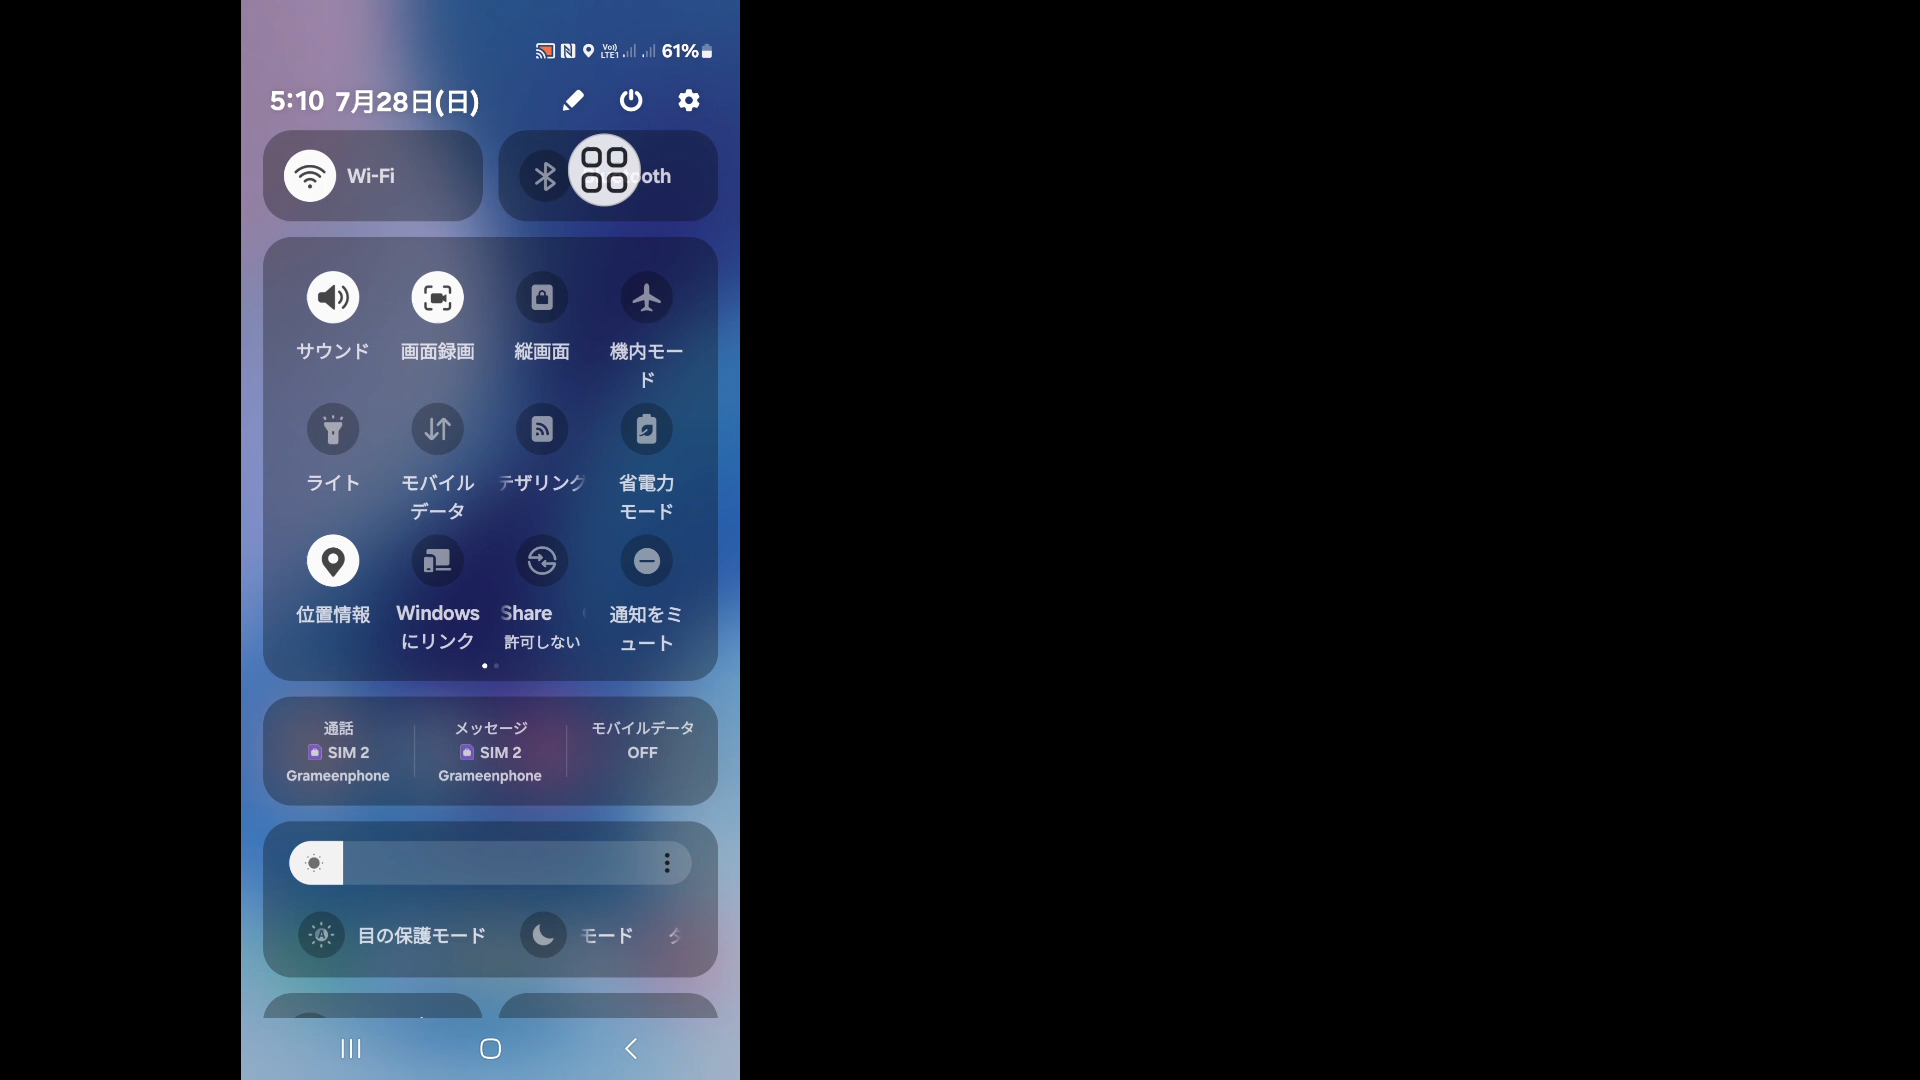 Vo)) LTE1 61%
5:10 7月28日(日)
Wi-Fi
ooth
サウンド
画面録画
縦画面
機内モー
ド
ライト
モバイル
データ
テザリング
省電力
モード
位置情報
Windows
にリンク
Share
許可しない
通知をミ
ュート
通話
SIM 2
Grameenphone
メッセージ
SIM 2
Grameenphone
モバイルデータ
OFF
目の保護モード
モード